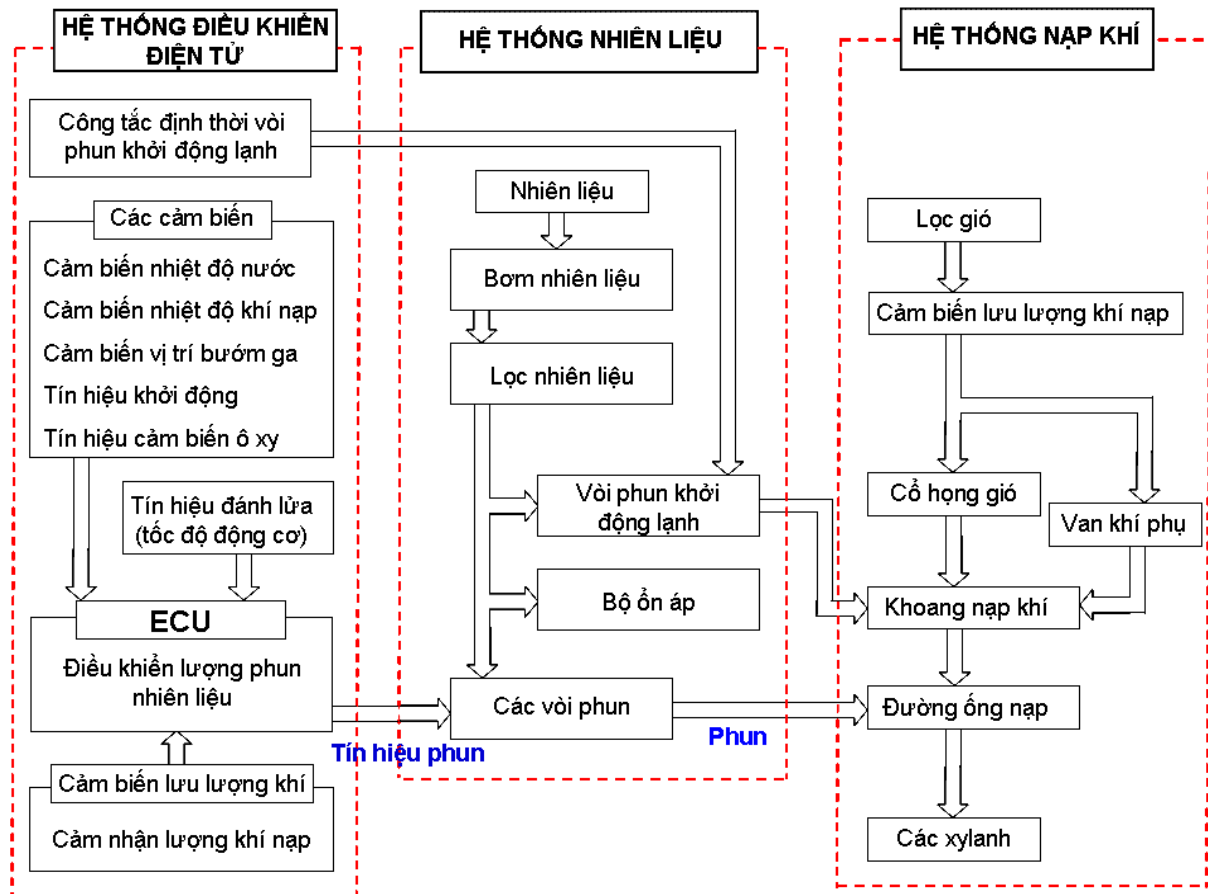 HỆ THỐNG ĐIỀU KHIỂN
ĐIỆN TỬ
Công tắc định thời vòi
phun khởi động lạnh
Các cảm biến
Cảm biến nhiệt độ nước
Cảm biến nhiệt độ khí nạp
Cảm biến vị trí bướm ga
Tín hiệu khởi động
Tín hiệu cảm biến ô xy
Tín hiệu đánh lửa
(tốc độ động cơ)
ECU
Điều khiển lượng phun
nhiên liệu
Tín hiệu phun
Cảm biến lưu lượng khí
Cảm nhận lượng khí nạp
HỆ THỐNG NHIÊN LIỆU
Nhiên liệu
Bơm nhiên liệu
Lọc nhiên liệu
Vòi phun khởi
động lạnh
Bộ ổn áp
Các vòi phun
Phun
HỆ THỐNG NẠP KHÍ
Lọc gió
Cảm biến lưu lượng khí nạp
Cổ họng gió
Van khí phụ
Khoang nạp khí
Đường ống nạp
Các xylanh